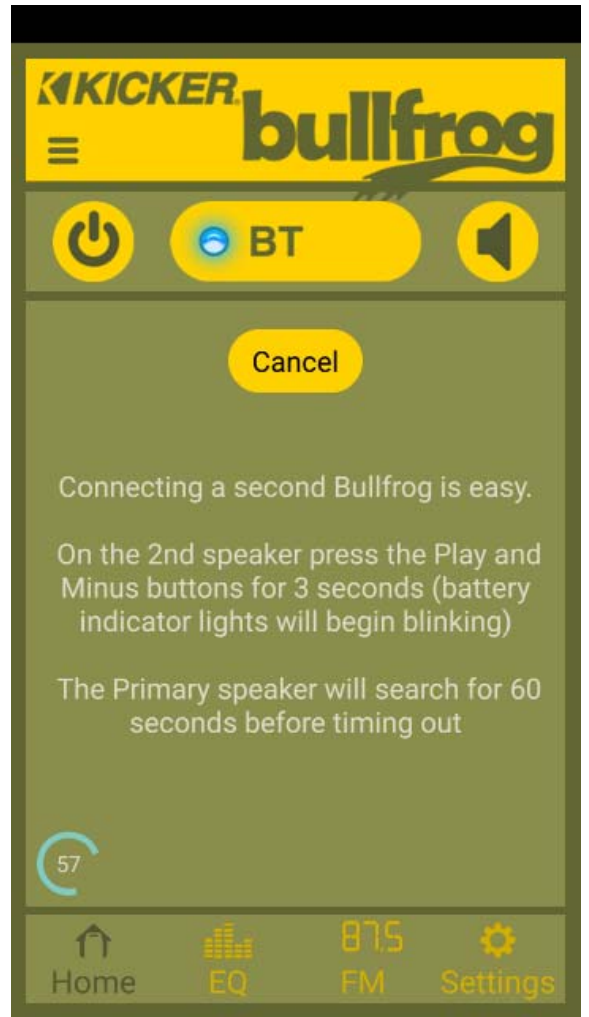 KICKER
bullfrog
BT
Cancel
Connecting a second Bullfrog is easy.
On the 2nd speaker press the Play and
Minus buttons for 3 seconds (battery
indicator lights will begin blinking)
The Primary speaker will search for 60
seconds before timing out
57
87.5
Home EQ FM Settings